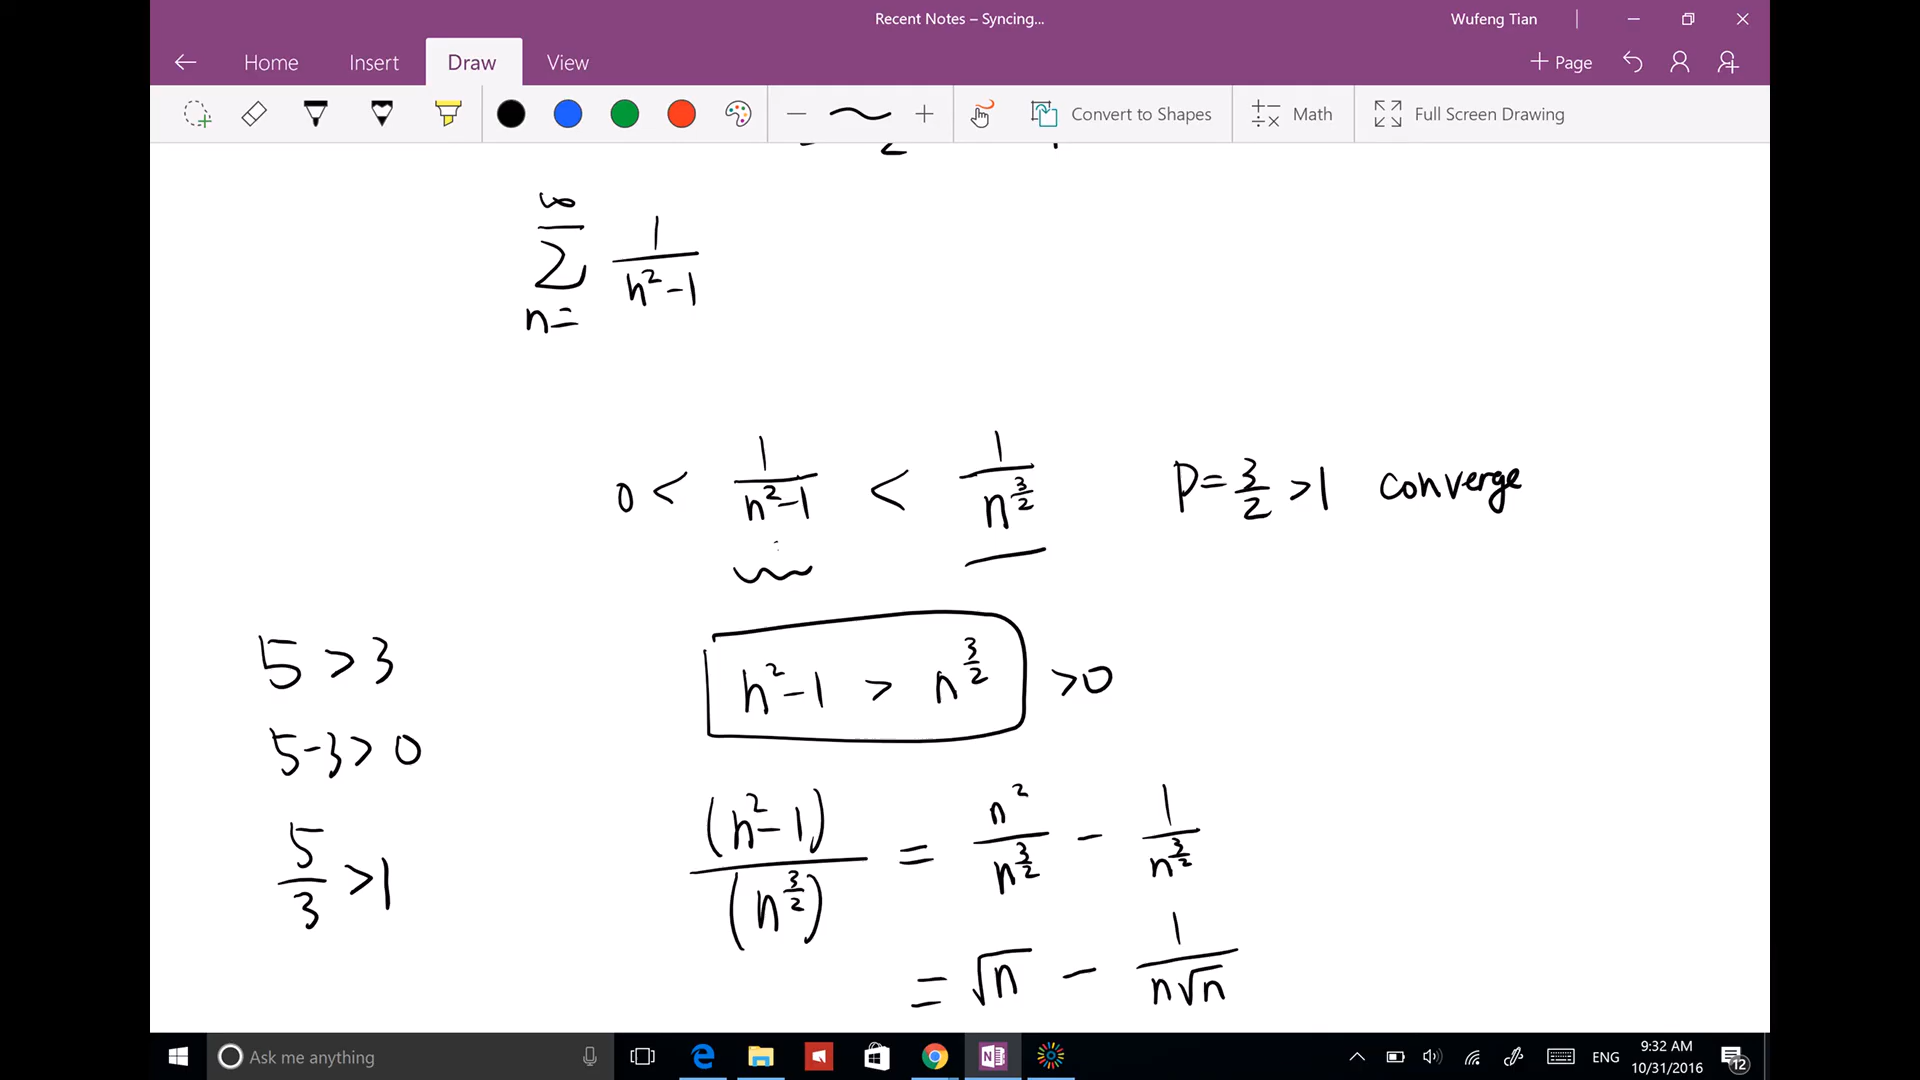 Recent Notes – Syncing...
Wufeng Tian
Home Insert Draw View
Page
Convert to Shapes Math Full Screen Drawing
∞
Σ 1/(n²-1)
n=
0 < 1/(n²-1) < 1/n^(3/2) P = 3/2 > 1 converge
5 > 3
n²-1 > n^(3/2) > 0
5-3 > 0
5/3 > 1
(n²-1)/(n^(3/2)) = n²/n^(3/2) - 1/n^(3/2)
= √n - 1/(n√n)
Ask me anything
ENG
9:32 AM
10/31/2016
12